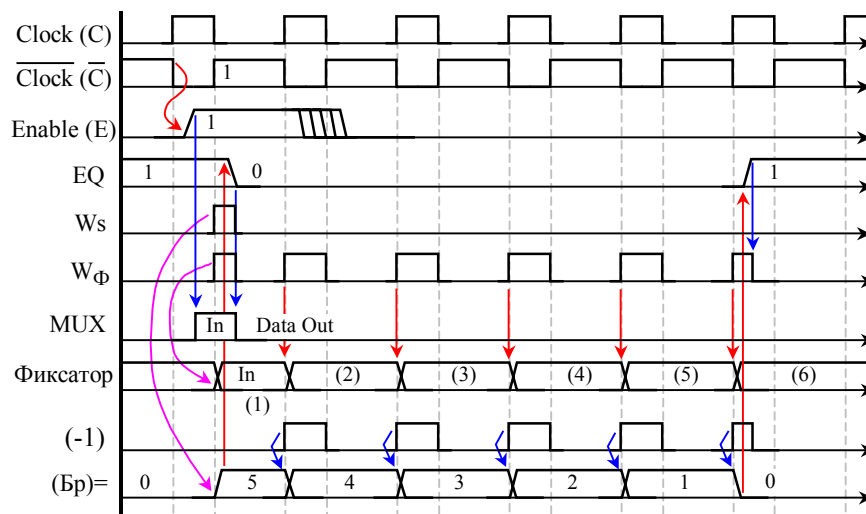 Clock (C)
Clock (C) 1
Enable (E) 1
EQ 1 0 1
Ws
WФ
MUX In Data Out
Фиксатор In (2) (3) (4) (5) (6)
(1)
(-1)
(Бр)= 0 5 4 3 2 1 0